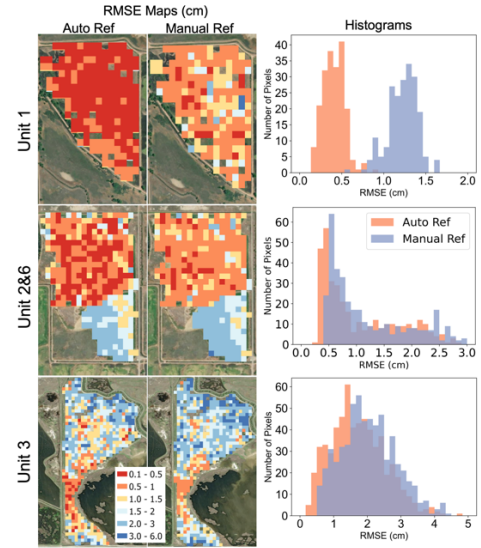 RMSE Maps (cm)
Auto Ref
Manual Ref
Histograms
Unit 1
Number of Pixels
40
35
30
25
20
15
10
5
0
0.0 0.5 1.0 1.5 2.0
RMSE (cm)
Unit 2&6
Number of Pixels
60
50
40
30
20
10
0
Auto Ref
Manual Ref
0.0 0.5 1.0 1.5 2.0 2.5 3.0
RMSE (cm)
Unit 3
0.1 - 0.5
0.5 - 1
1.0 - 1.5
1.5 - 2
2.0 - 3
3.0 - 6.0
Number of Pixels
60
50
40
30
20
10
0
0 1 2 3 4 5
RMSE (cm)